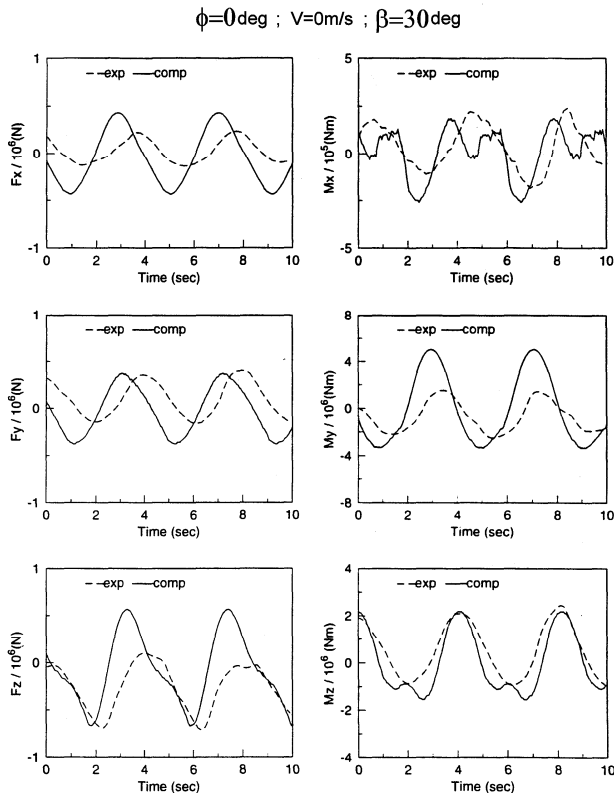 ϕ=0deg ; V=0m/s ; β=30deg
exp comp
1
0
-1
Fx / 10⁶(N)
0 2 4 6 8 10
Time (sec)
exp comp
5
0
-5
Mx / 10⁵(Nm)
0 2 4 6 8 10
Time (sec)
exp comp
1
0
-1
Fy / 10⁶(N)
0 2 4 6 8 10
Time (sec)
exp comp
8
4
0
-4
-8
My / 10⁶(Nm)
0 2 4 6 8 10
Time (sec)
exp comp
1
0
-1
Fz / 10⁶(N)
0 2 4 6 8 10
Time (sec)
exp comp
4
2
0
-2
-4
Mz / 10⁶ (Nm)
0 2 4 6 8 10
Time (sec)